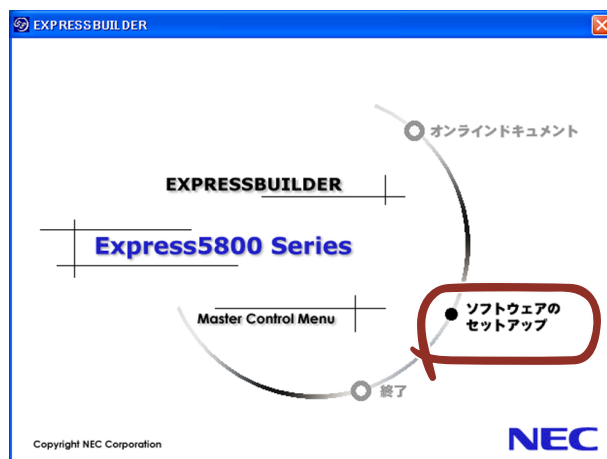 EXPRESSBUILDER
オンラインドキュメント
EXPRESSBUILDER
Express5800 Series
ソフトウェアの
セットアップ
Master Control Menu
終了
Copyright NEC Corporation
NEC